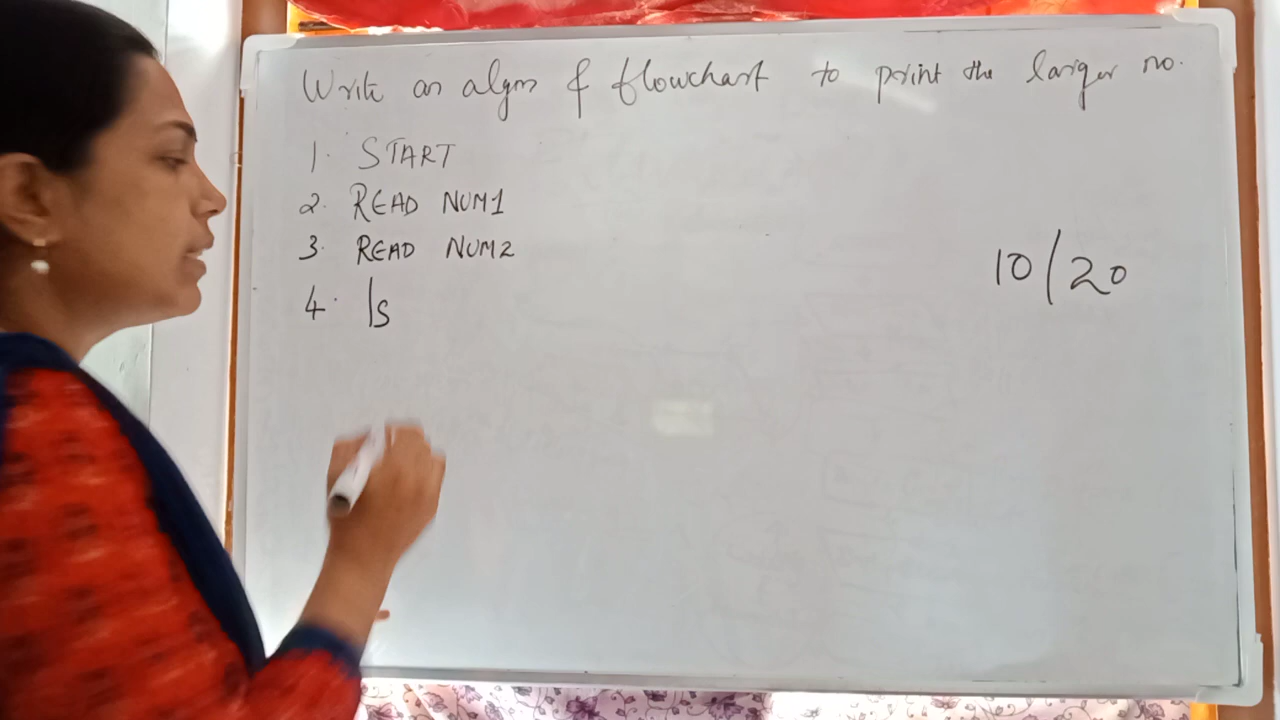 Write an algm & flowchart to print the larger no.
1. START
2. READ NUM1
3. READ NUM2
4. Is
10/20